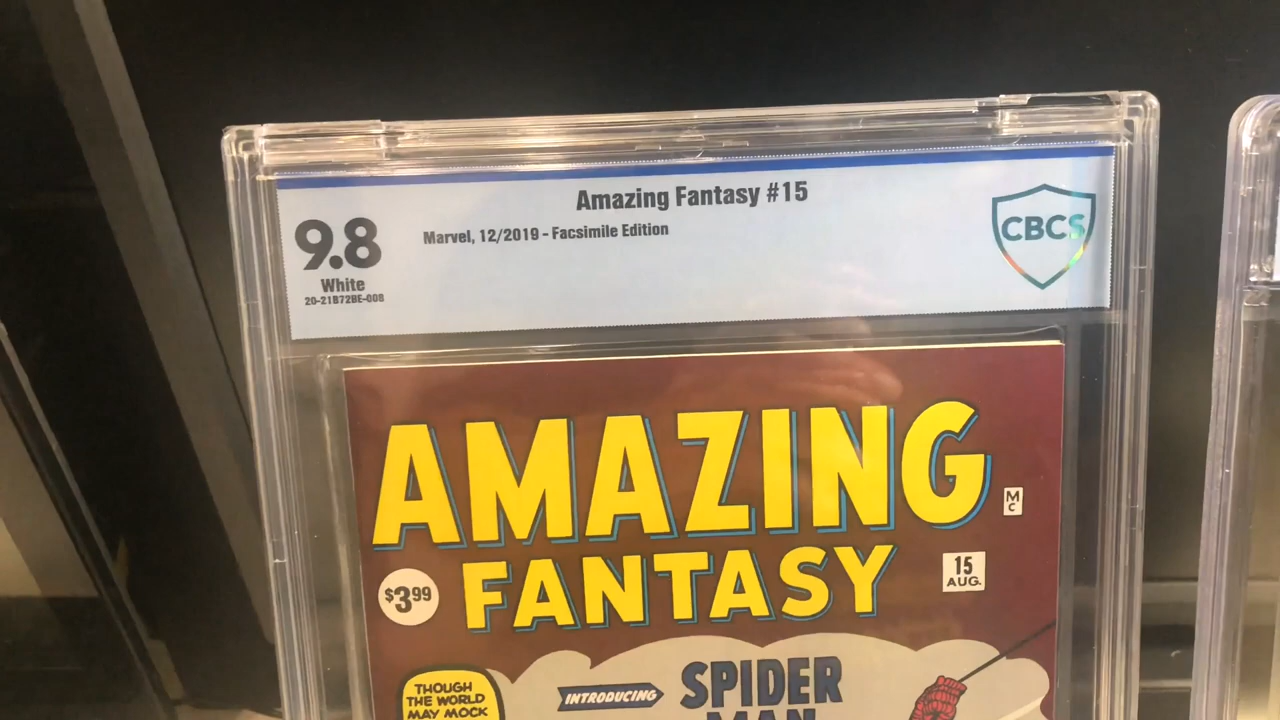 Amazing Fantasy #15
9.8
Marvel, 12/2019 - Facsimile Edition
White
20-21B72BE-008
CBCS
AMAZING
FANTASY
MC
$3.99
15
AUG.
INTRODUCING
SPIDER
MAN
THOUGH
THE WORLD
MAY MOCK